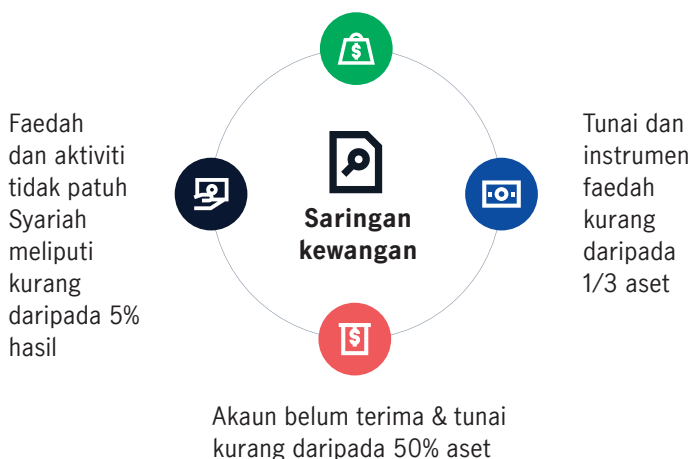 Faedah
dan aktiviti
tidak patuh
Syariah
meliputi
kurang
daripada 5%
hasil
Saringan
kewangan
Tunai dan
instrumen
faedah
kurang
daripada
1/3 aset
Akaun belum terima & tunai
kurang daripada 50% aset